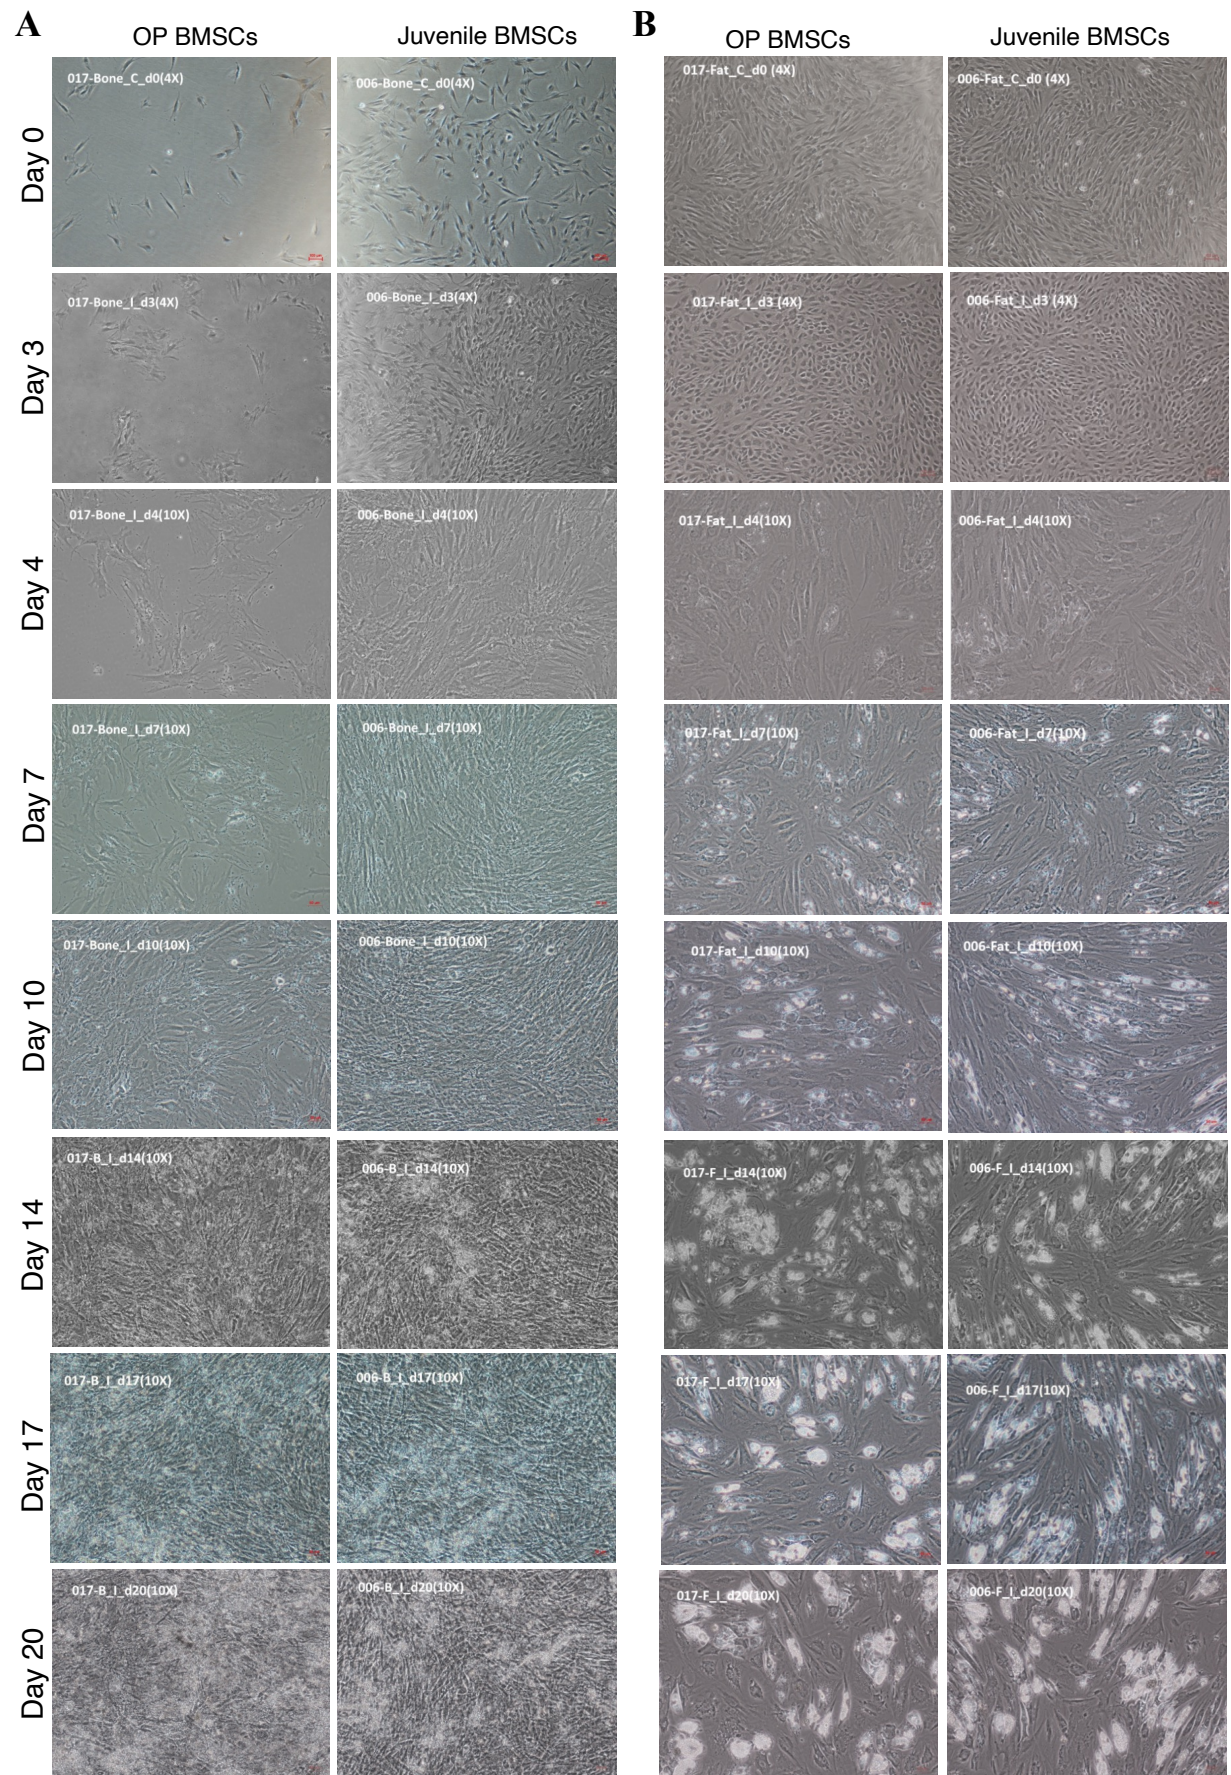 A
OP BMSCs
Juvenile BMSCs
B
OP BMSCs
Juvenile BMSCs
Day 0
017-Bone_C_d0(4X)
006-Bone_C_d0(4X)
017-Fat_C_d0 (4X)
006-Fat_C_d0 (4X)
Day 3
017-Bone_I_d3(4X)
006-Bone_I_d3(4X)
017-Fat_I_d3 (4X)
006-Fat_I_d3 (4X)
Day 4
017-Bone_I_d4(10X)
006-Bone_I_d4(10X)
017-Fat_I_d4(10X)
006-Fat_I_d4(10X)
Day 7
017-Bone_I_d7(10X)
006-Bone_I_d7(10X)
017-Fat_I_d7(10X)
006-Fat_I_d7(10X)
Day 10
017-Bone_I_d10(10X)
006-Bone_I_d10(10X)
017-Fat_I_d10(10X)
006-Fat_I_d10(10X)
Day 14
017-B_I_d14(10X)
006-B_I_d14(10X)
017-F_I_d14(10X)
006-F_I_d14(10X)
Day 17
017-B_I_d17(10X)
006-B_I_d17(10X)
017-F_I_d17(10X)
006-F_I_d17(10X)
Day 20
017-B_I_d20(10X)
006-B_I_d20(10X)
017-F_I_d20(10X)
006-F_I_d20(10X)